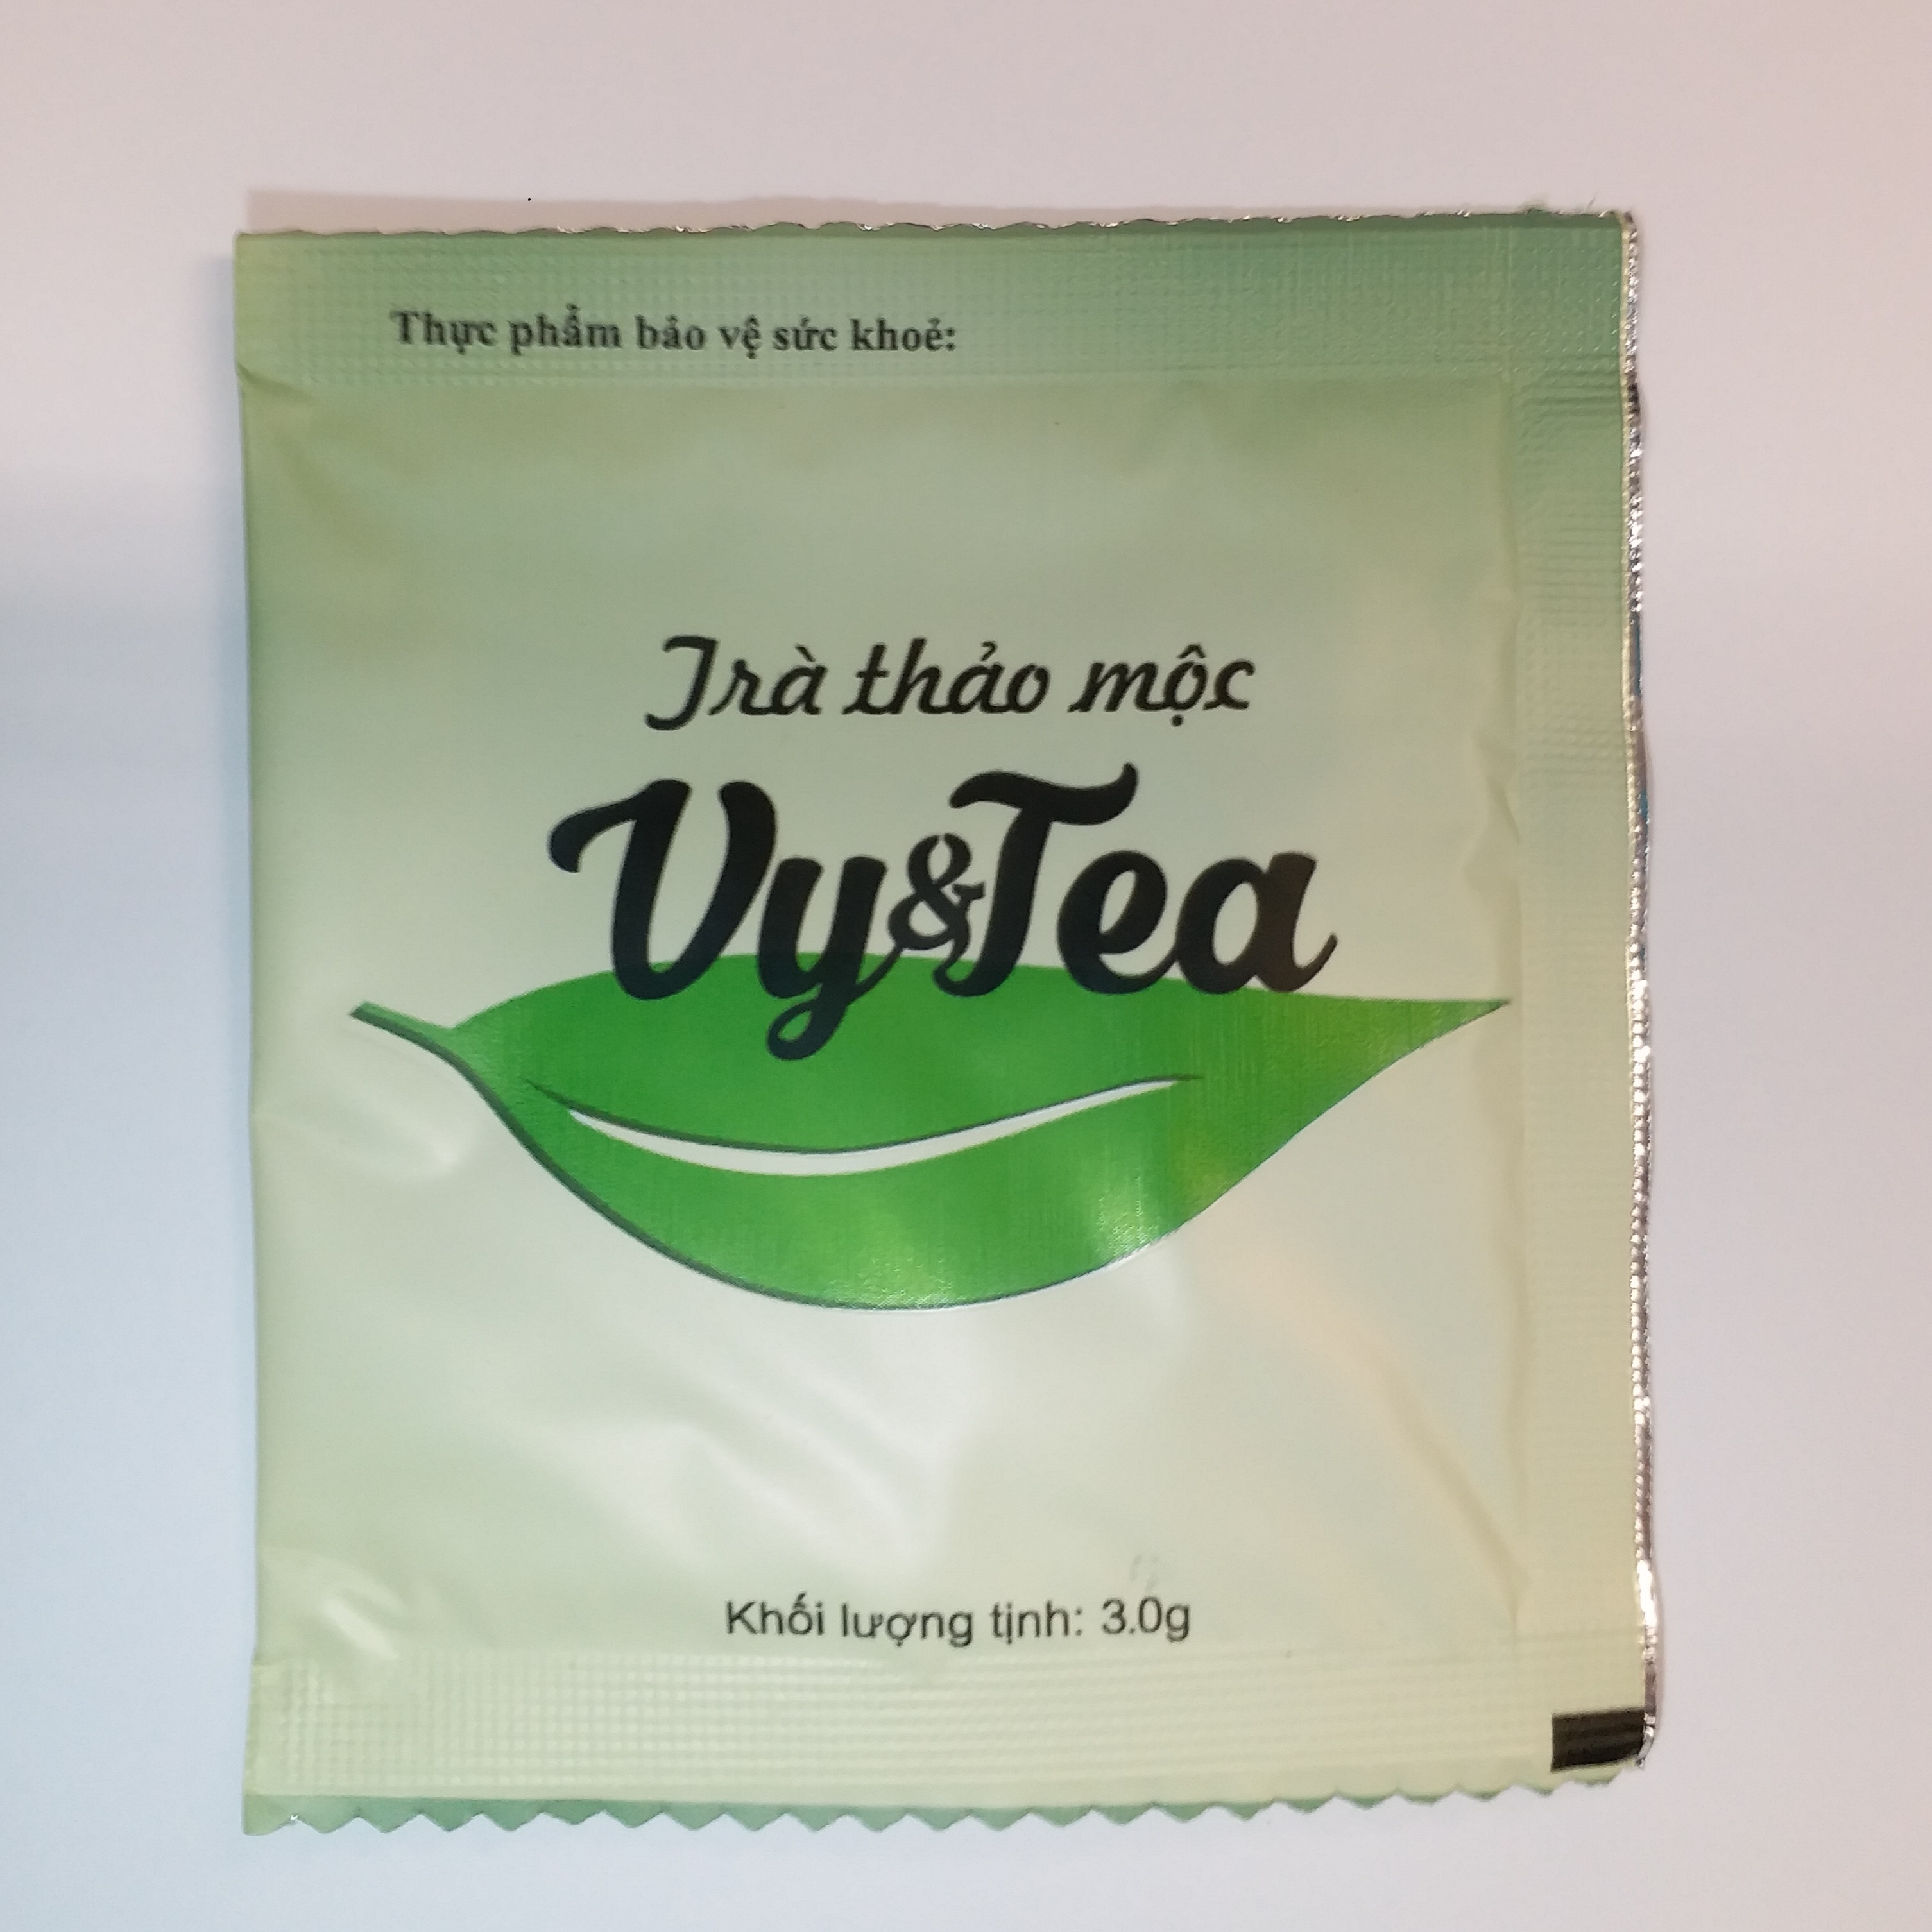 Thực phẩm bảo vệ sức khoẻ:
Trà thảo mộc
Vy&Tea
Khối lượng tịnh: 3.0g